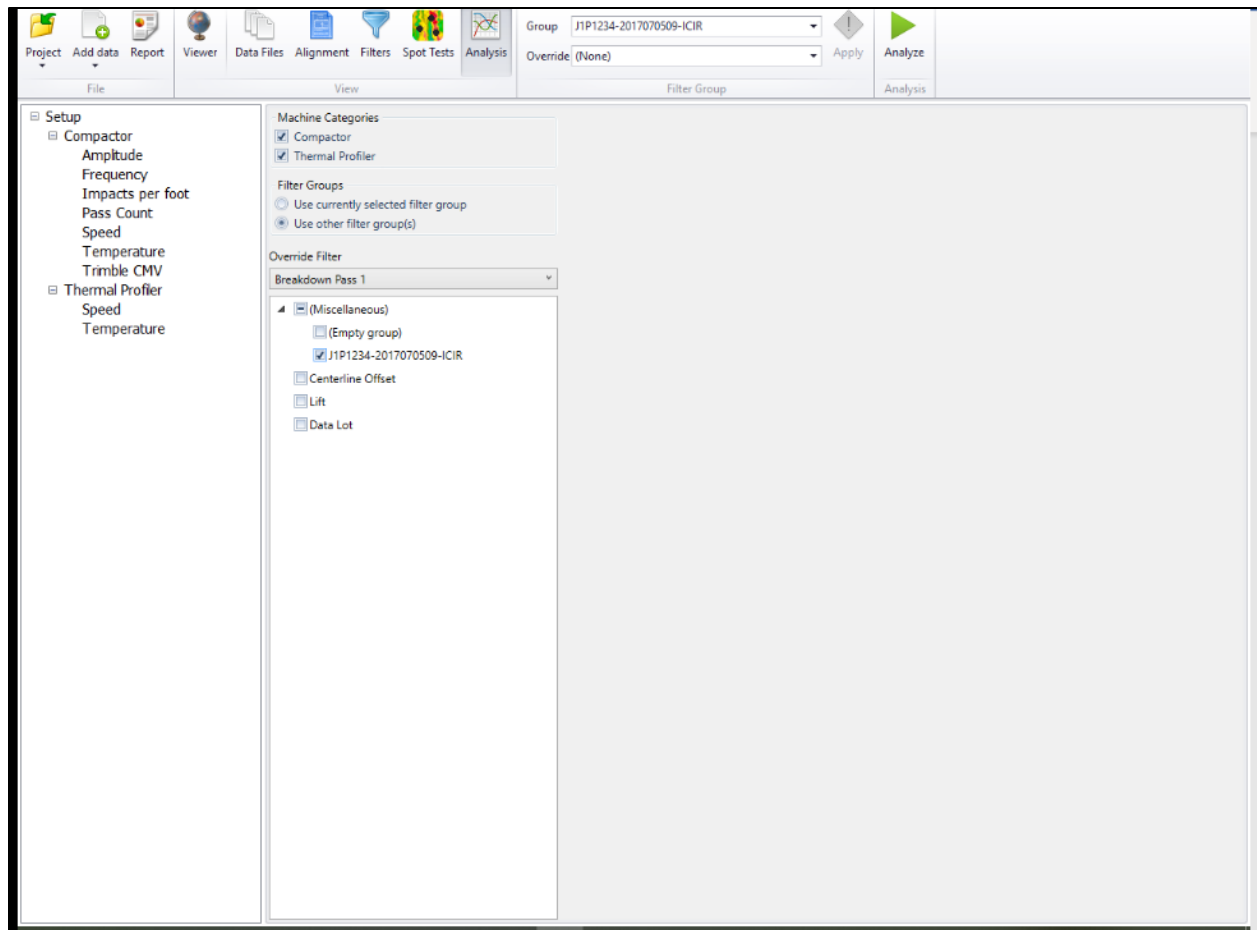 Group J1P1234-2017070509-ICIR
Project Add data Report Viewer Data Files Alignment Filters Spot Tests Analysis Override (None) Apply Analyze
File View Filter Group Analysis
Setup
Compactor
Amplitude
Frequency
Impacts per foot
Pass Count
Speed
Temperature
Trimble CMV
Thermal Profiler
Speed
Temperature
Machine Categories
Compactor
Thermal Profiler
Filter Groups
Use currently selected filter group
Use other filter group(s)
Override Filter
Breakdown Pass 1
(Miscellaneous)
(Empty group)
J1P1234-2017070509-ICIR
Centerline Offset
Lift
Data Lot